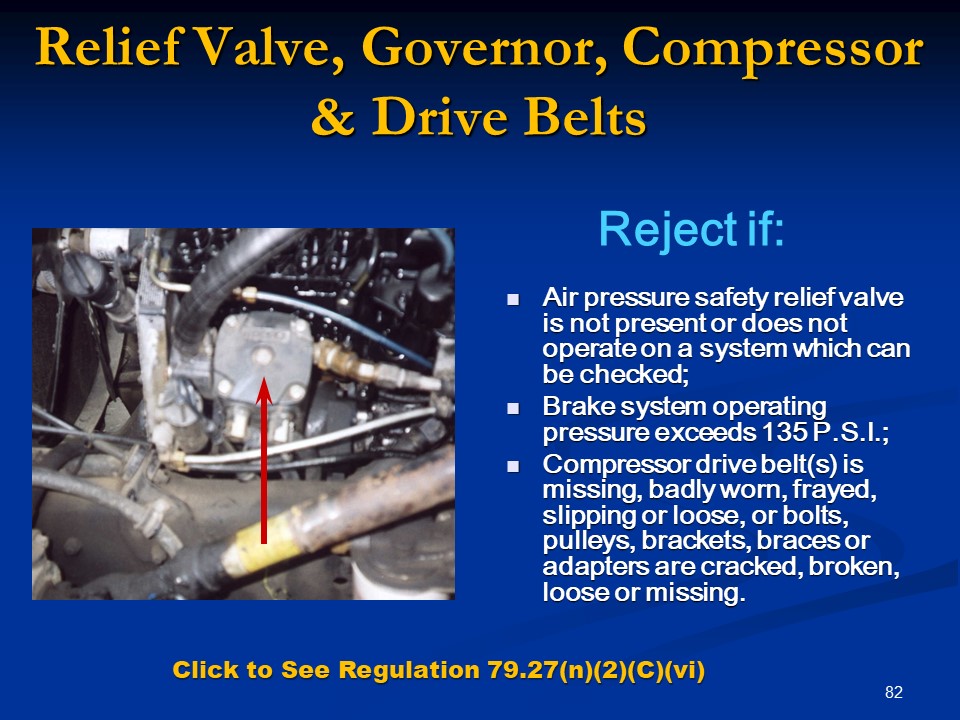 Relief Valve, Governor, Compressor
& Drive Belts
Reject if:
Air pressure safety relief valve
is not present or does not
operate on a system which can
be checked;
Brake system operating
pressure exceeds 135 P.S.I.;
Compressor drive belt(s) is
missing, badly worn, frayed,
slipping or loose, or bolts,
pulleys, brackets, braces or
adapters are cracked, broken,
loose or missing.
Click to See Regulation 79.27(n)(2)(C)(vi)
82